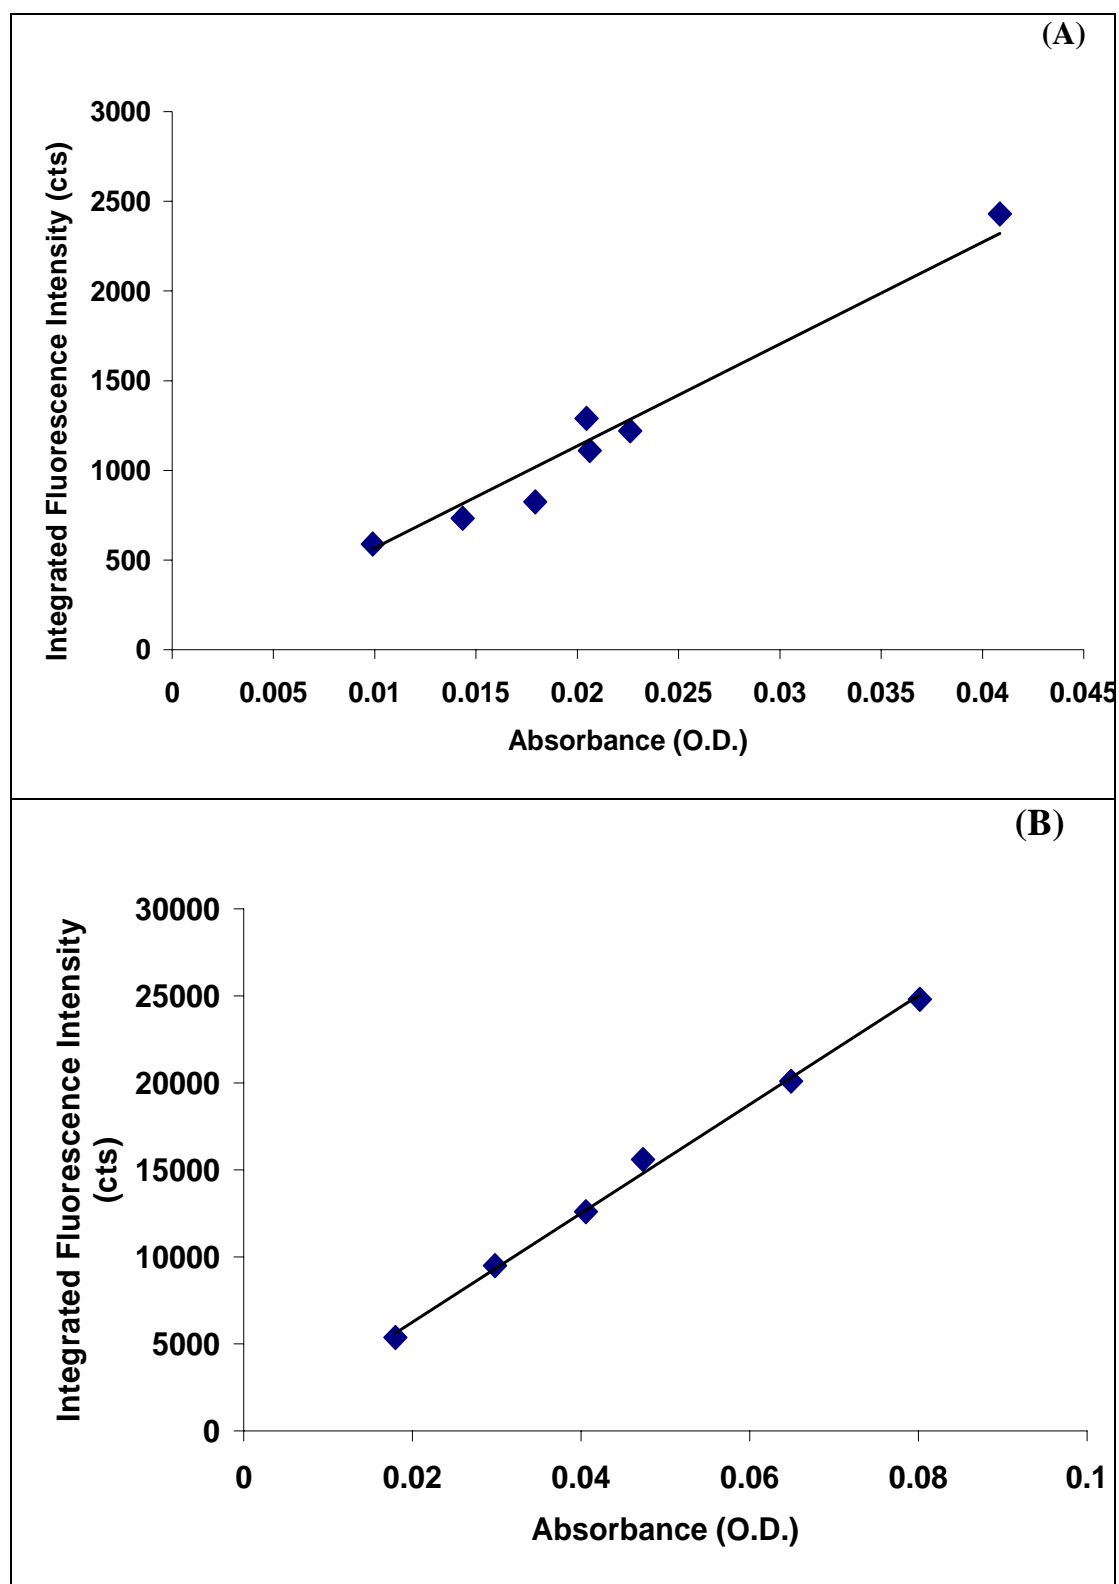 (A)
3000
2500
2000
1500
1000
500
0
0 0.005 0.01 0.015 0.02 0.025 0.03 0.035 0.04 0.045
Integrated Fluorescence Intensity (cts)
Absorbance (O.D.)
(B)
30000
25000
20000
15000
10000
5000
0
0 0.02 0.04 0.06 0.08 0.1
Integrated Fluorescence Intensity
(cts)
Absorbance (O.D.)